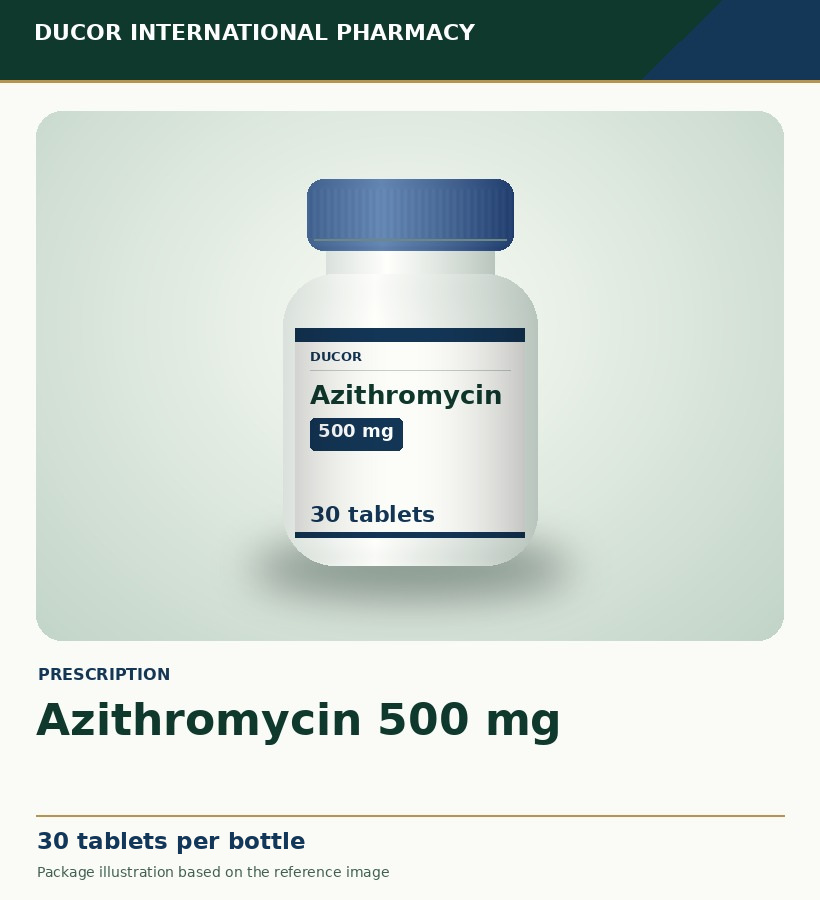 DUCOR INTERNATIONAL PHARMACY
DUCOR
Azithromycin
500 mg
30 tablets
PRESCRIPTION
Azithromycin 500 mg
30 tablets per bottle
Package illustration based on the reference image